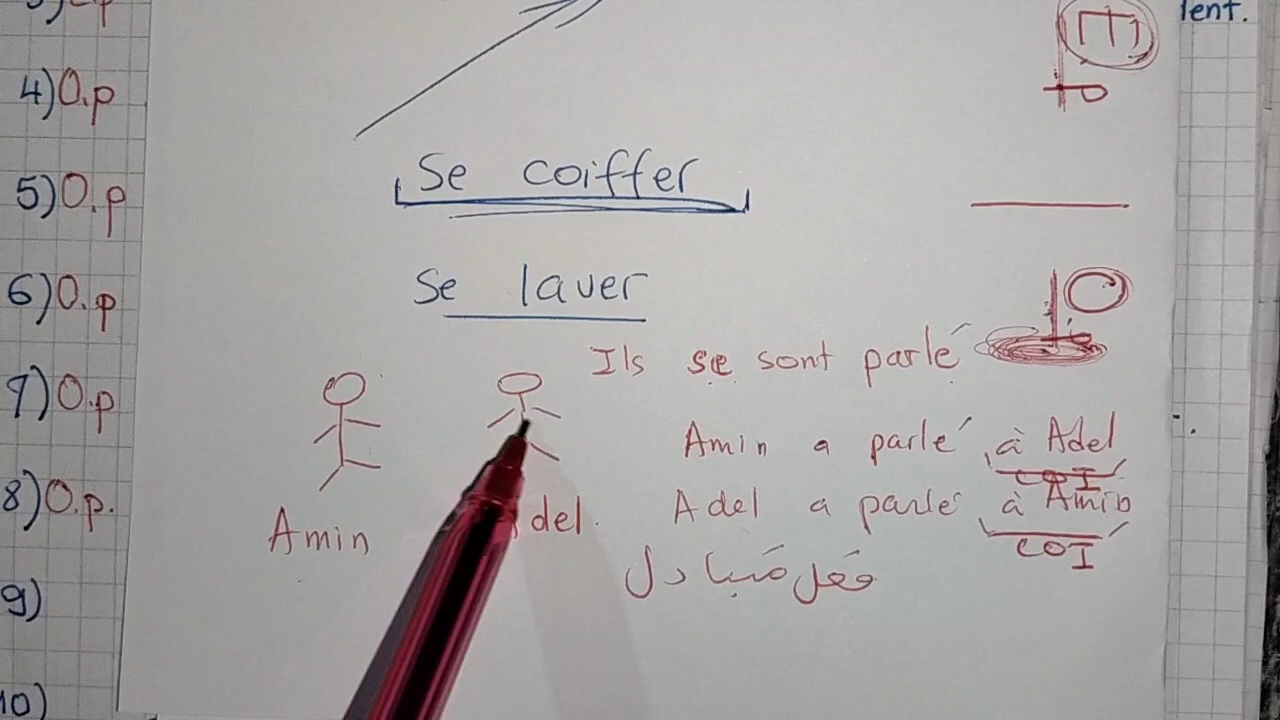 lent.
E
4) O.p
5) O.p
6) O.p
7) O.p
8) O.p.
9)
10)
Se coiffer
Se laver
Ils se sont parlé
Amin a parlé à Adel
COI
Adel a parlé à Amin
COI
فعل متبادل
Amin
del.